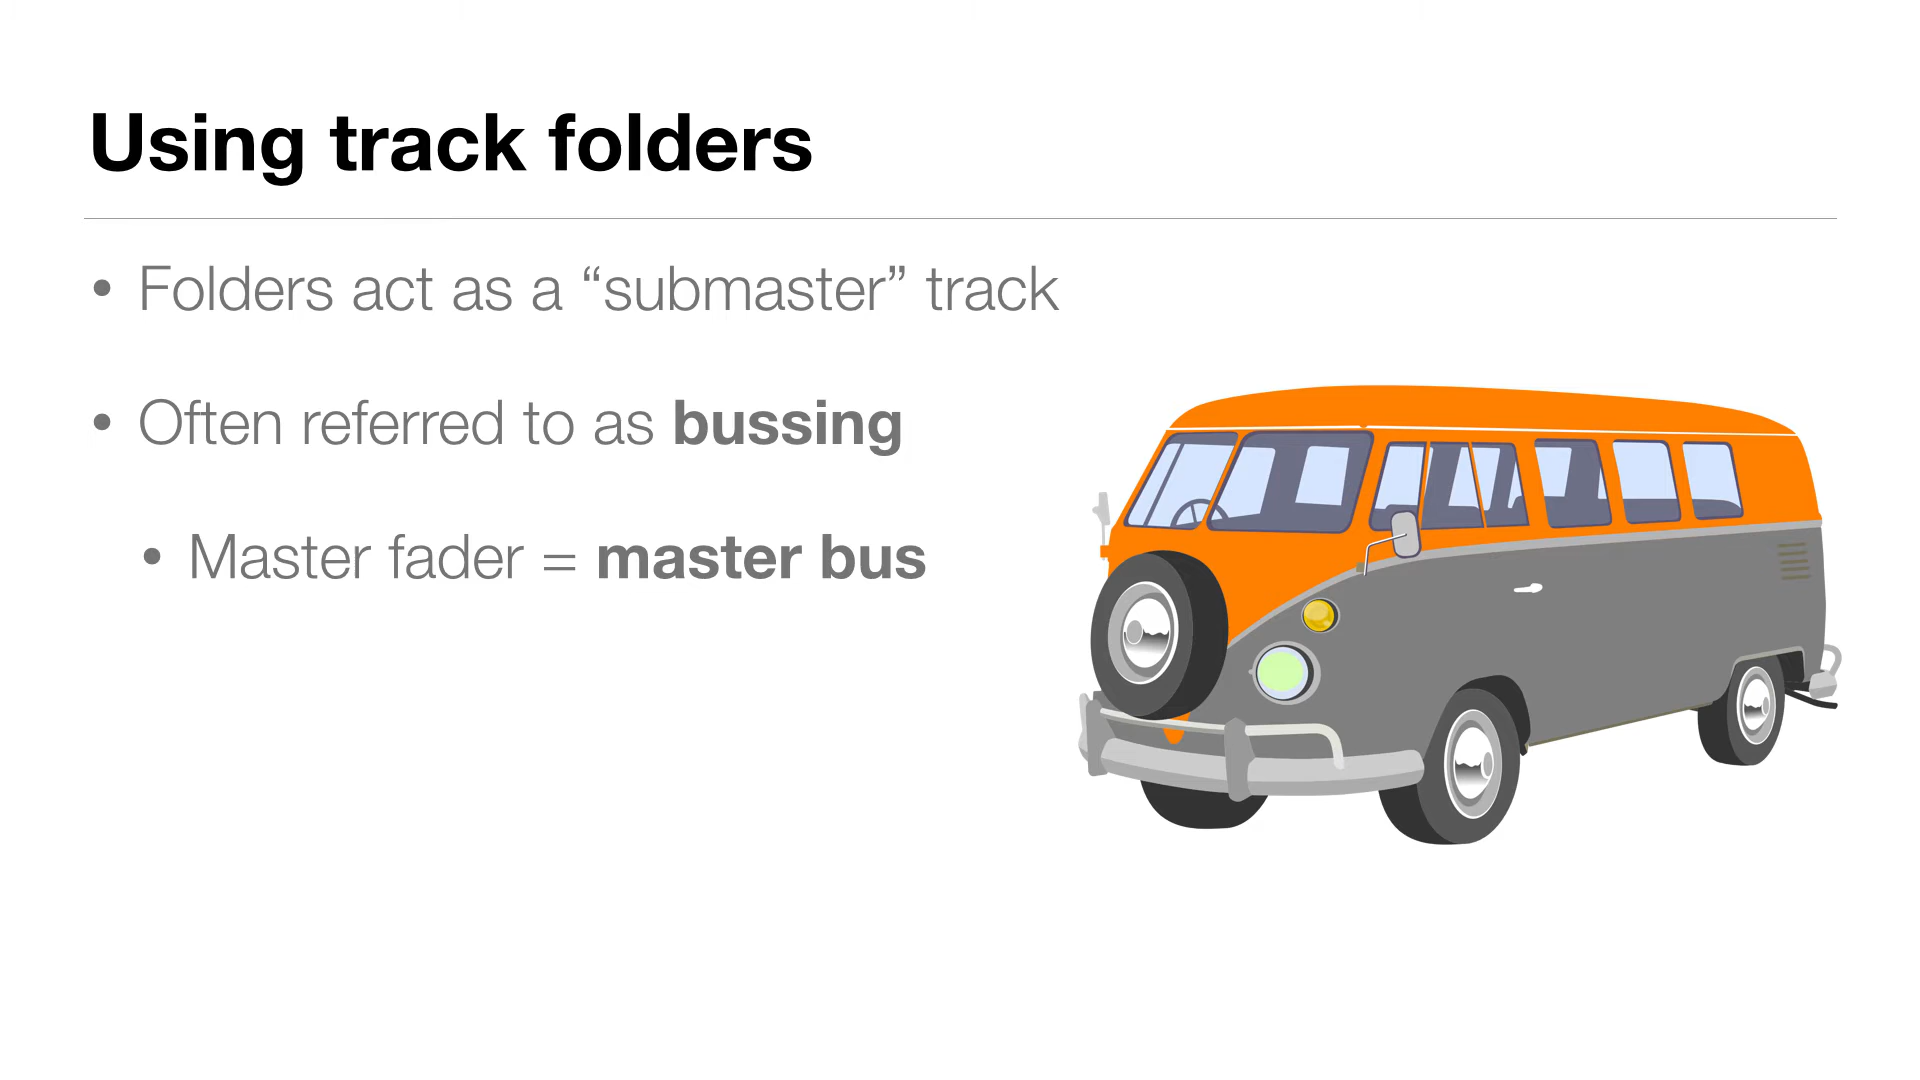 Using track folders
• Folders act as a “submaster” track
• Often referred to as bussing
• Master fader = master bus